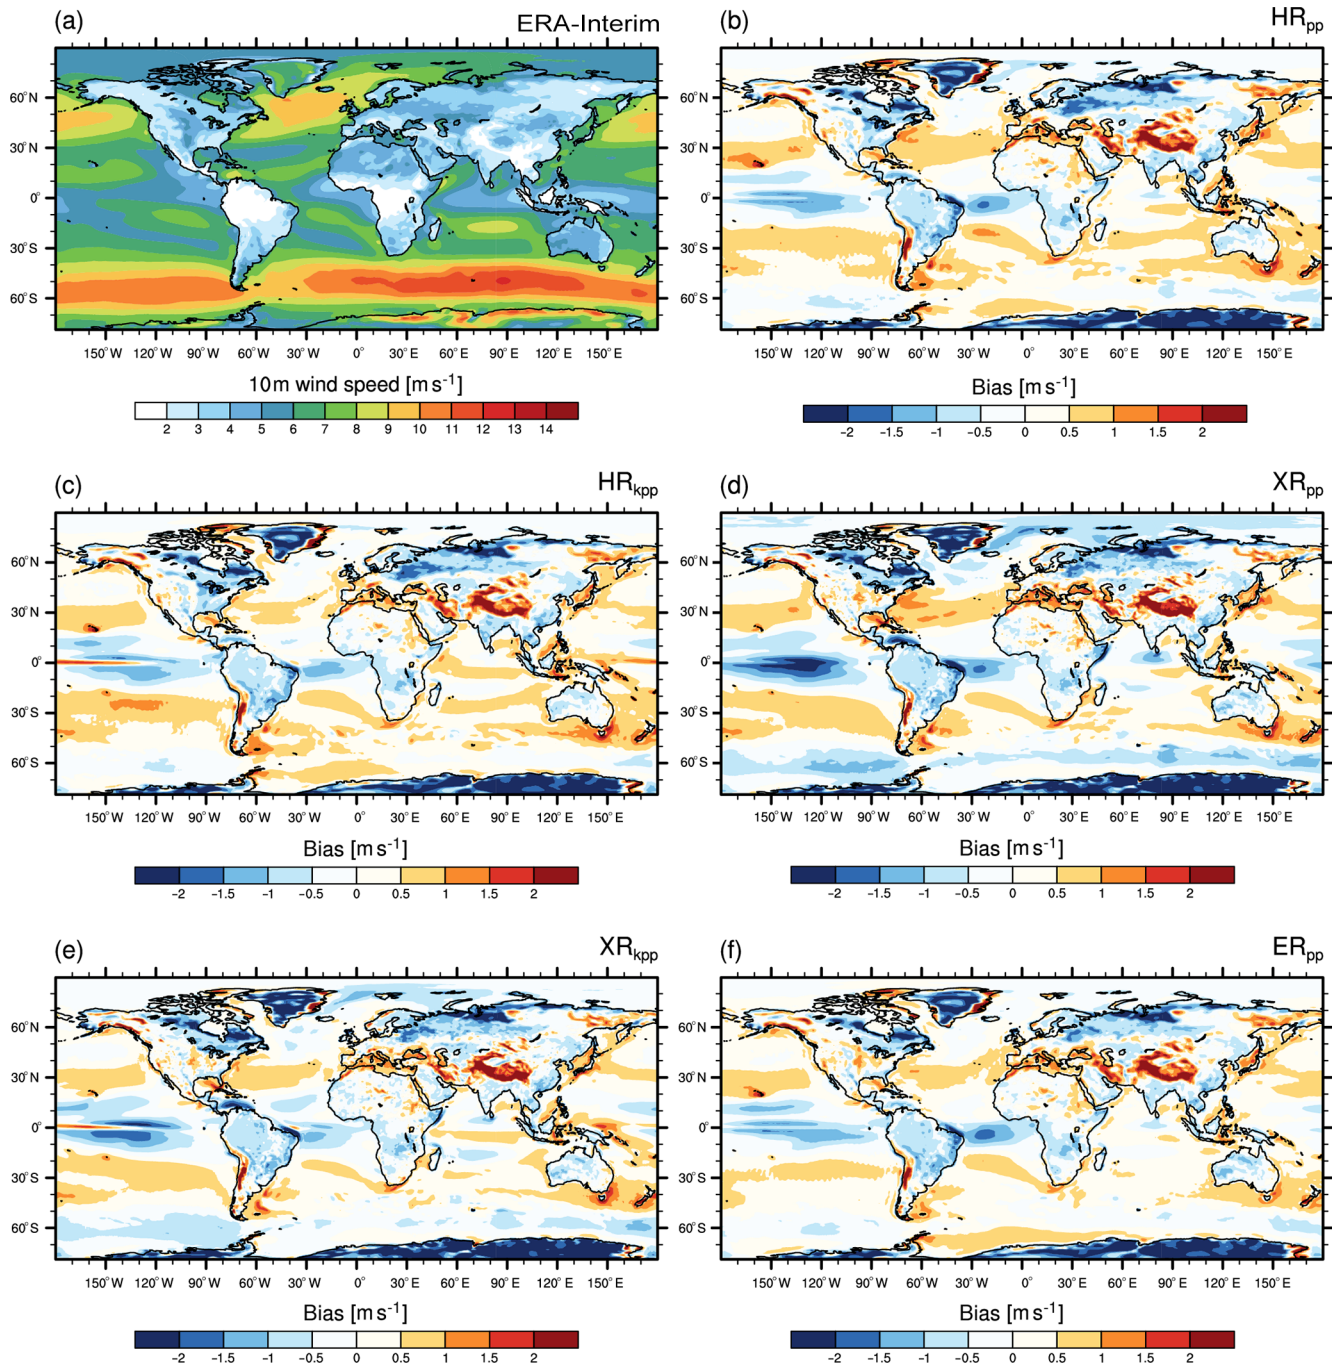 (a) ERA-Interim
60°N
30°N
0°
30°S
60°S
150°W 120°W 90°W 60°W 30°W 0° 30°E 60°E 90°E 120°E 150°E
10m wind speed [m s⁻¹]
2 3 4 5 6 7 8 9 10 11 12 13 14
(b) HRpp
150°W 120°W 90°W 60°W 30°W 0° 30°E 60°E 90°E 120°E 150°E
60°N
30°N
0°
30°S
60°S
Bias [m s⁻¹]
−2 −1.5 −1 −0.5 0 0.5 1 1.5 2
(c) HRkpp
60°N
30°N
0°
30°S
60°S
150°W 120°W 90°W 60°W 30°W 0° 30°E 60°E 90°E 120°E 150°E
Bias [m s⁻¹]
−2 −1.5 −1 −0.5 0 0.5 1 1.5 2
(d) XRpp
60°N
30°N
0°
30°S
60°S
150°W 120°W 90°W 60°W 30°W 0° 30°E 60°E 90°E 120°E 150°E
Bias [m s⁻¹]
−2 −1.5 −1 −0.5 0 0.5 1 1.5 2
(e) XRkpp
60°N
30°N
0°
30°S
60°S
150°W 120°W 90°W 60°W 30°W 0° 30°E 60°E 90°E 120°E 150°E
Bias [m s⁻¹]
−2 −1.5 −1 −0.5 0 0.5 1 1.5 2
(f) ERpp
60°N
30°N
0°
30°S
60°S
150°W 120°W 90°W 60°W 30°W 0° 30°E 60°E 90°E 120°E 150°E
Bias [m s⁻¹]
−2 −1.5 −1 −0.5 0 0.5 1 1.5 2